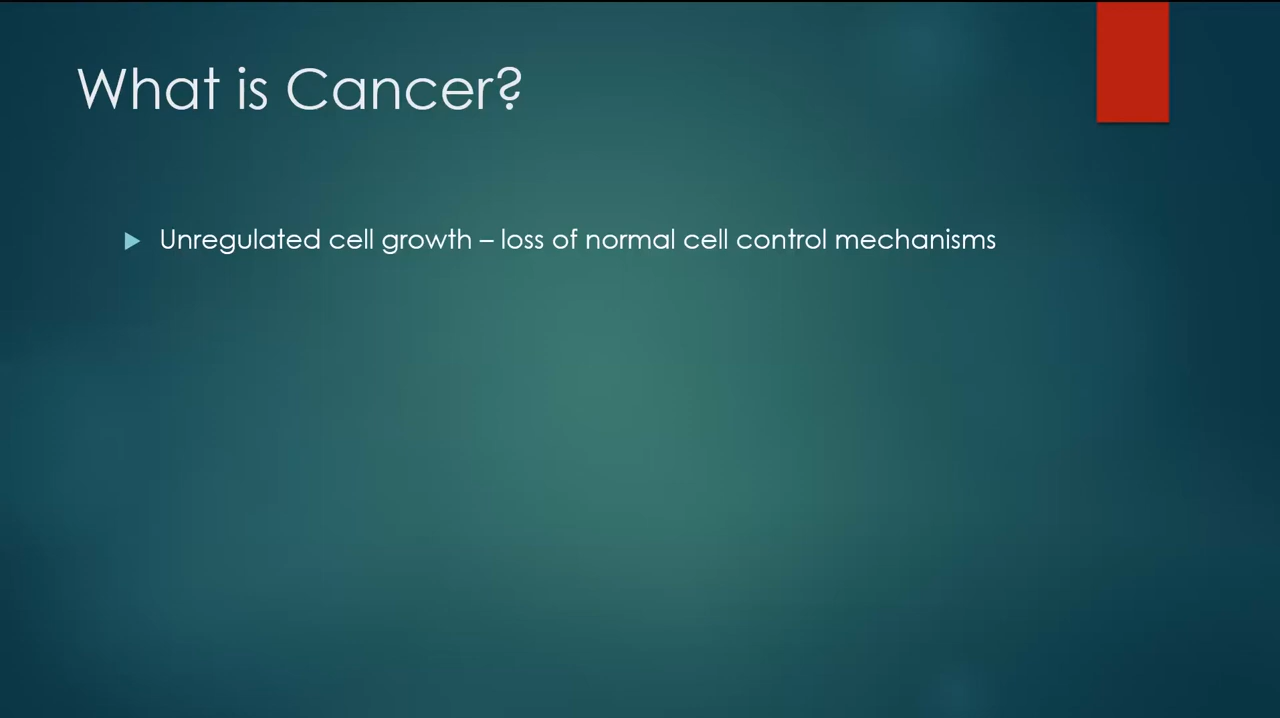 What is Cancer?
Unregulated cell growth – loss of normal cell control mechanisms